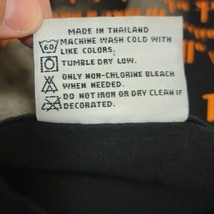 MADE IN THAILAND
MACHINE WASH COLD WITH
LIKE COLORS.
60
TUMBLE DRY LOW.
ONLY NON-CHLORINE BLEACH
WHEN NEEDED.
DO NOT IRON OR DRY CLEAN IF
DECORATED.